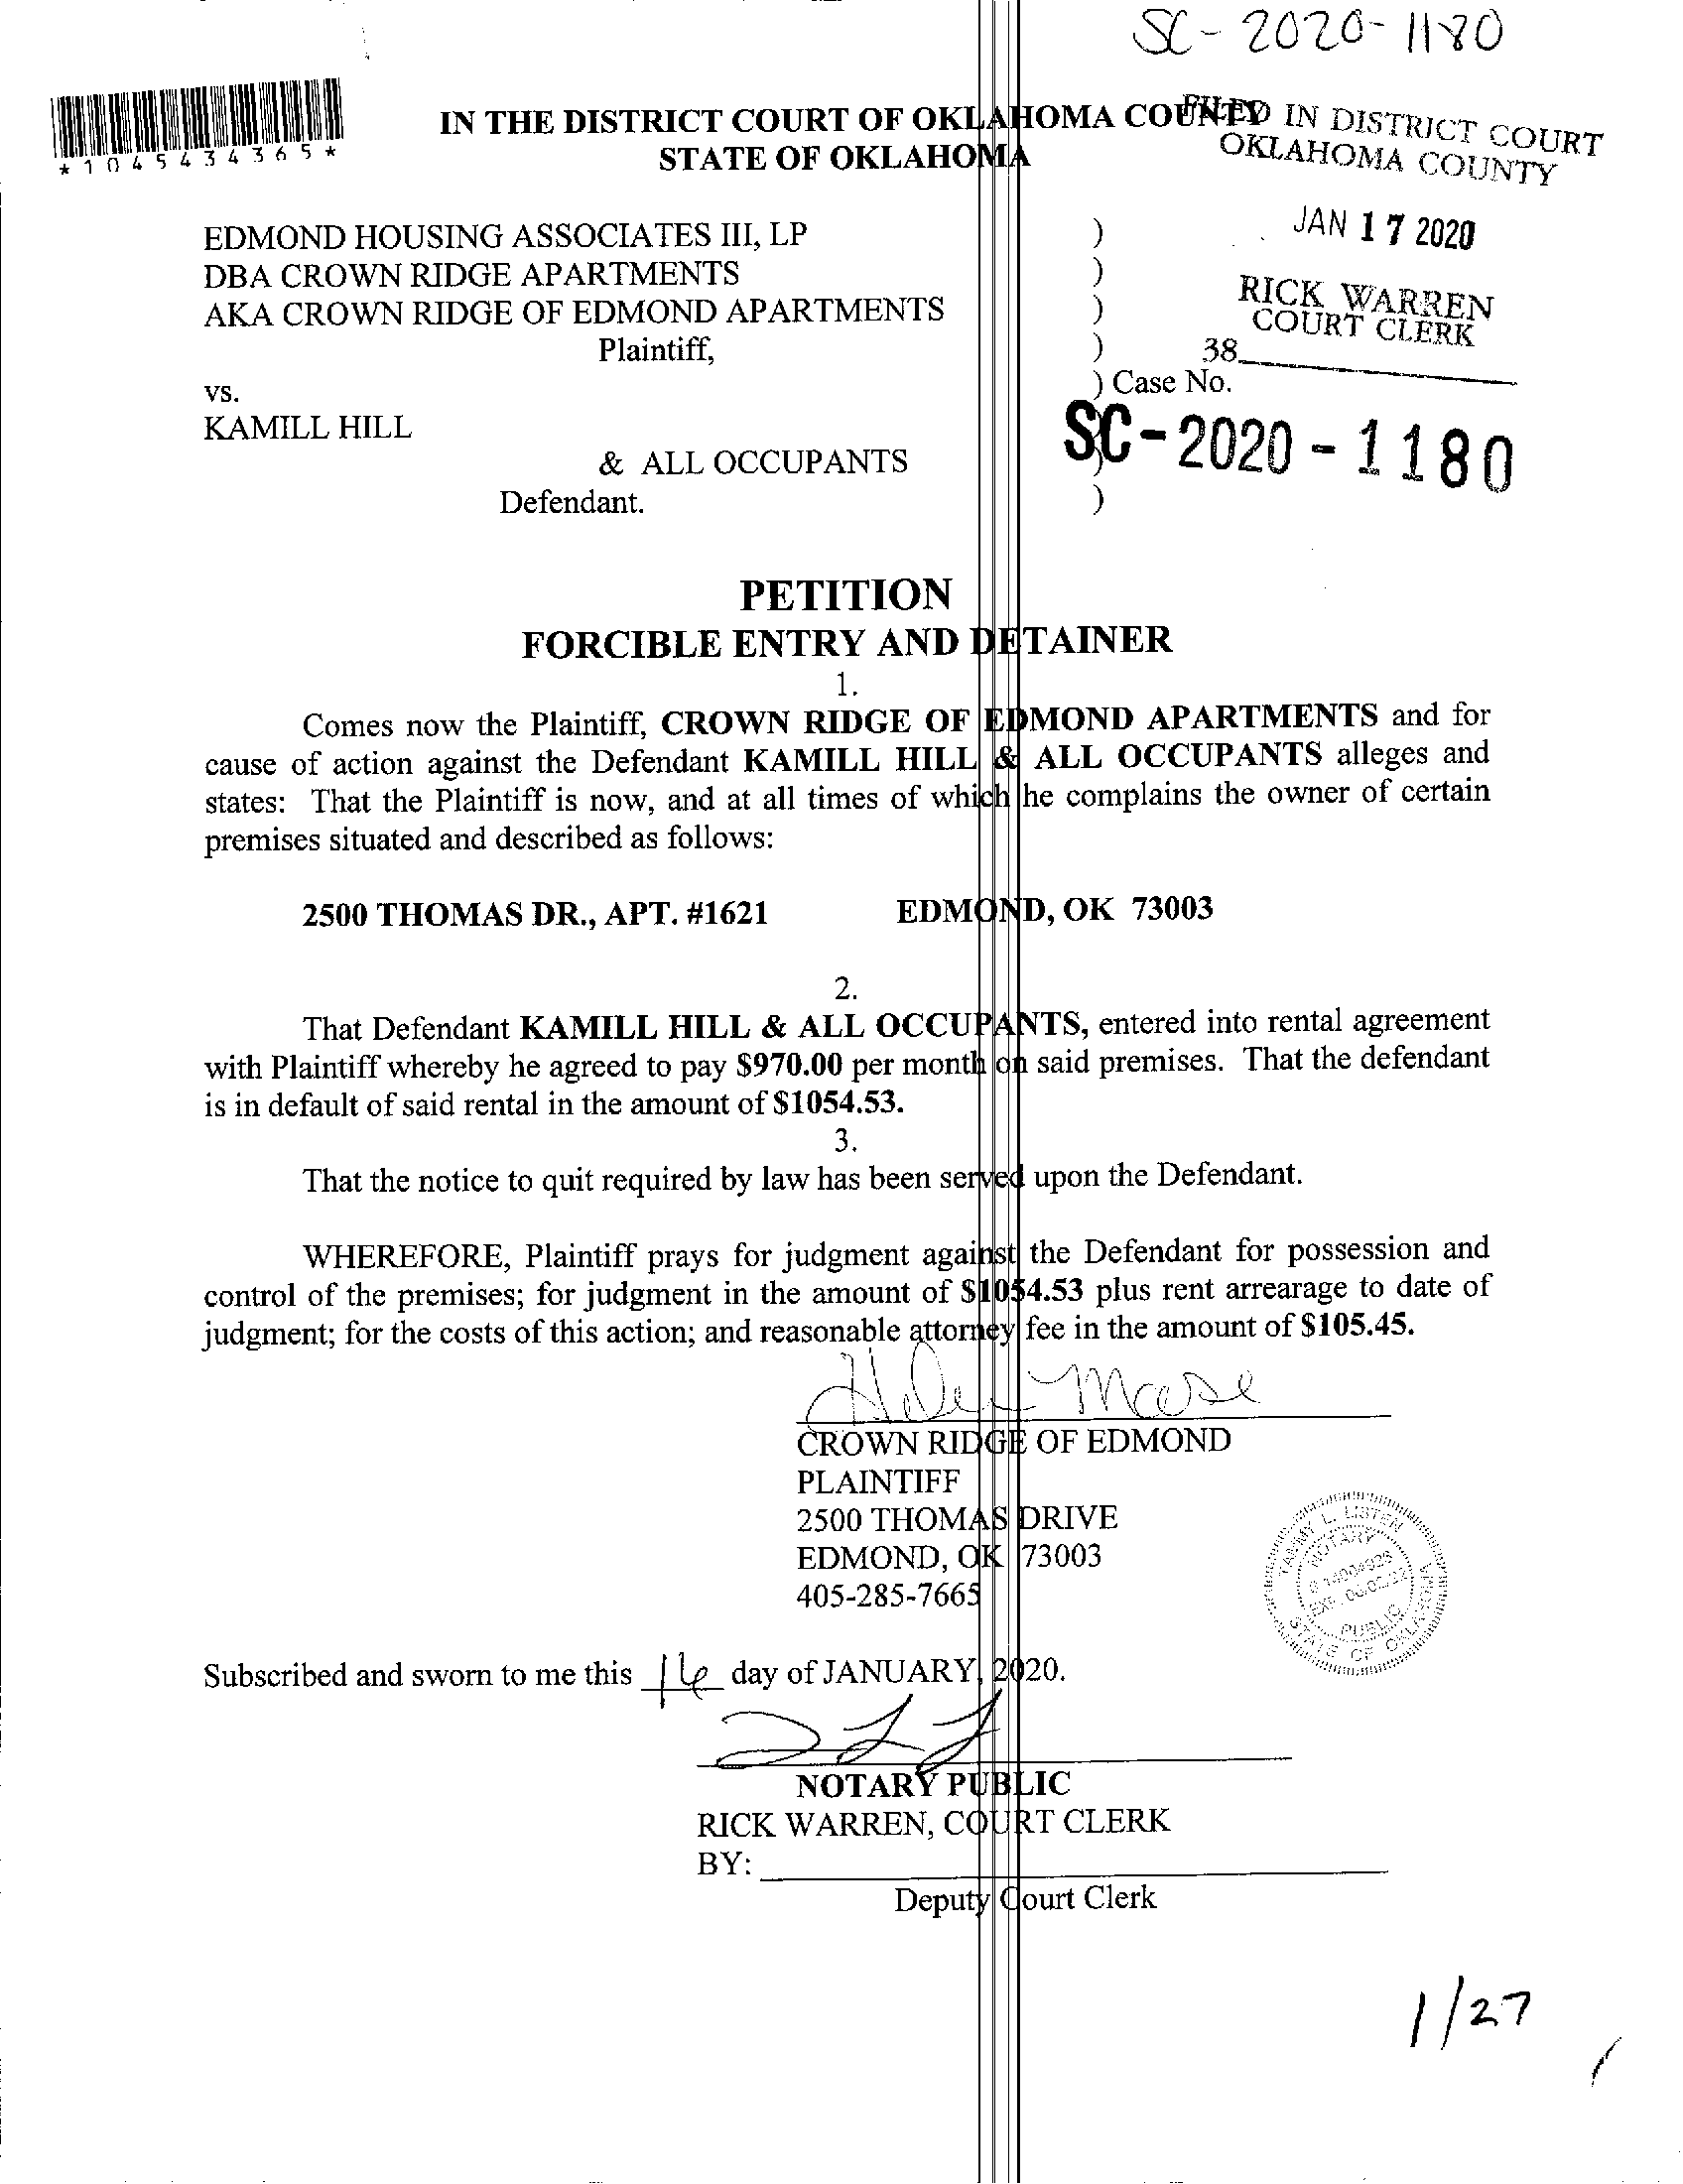 SC-2020-1180
*1045434365*
IN THE DISTRICT COURT OF OKLAHOMA COUNTY
STATE OF OKLAHOMA
FILED IN DISTRICT COURT
OKLAHOMA COUNTY
JAN 17 2020
RICK WARREN
COURT CLERK
38
EDMOND HOUSING ASSOCIATES III, LP )
DBA CROWN RIDGE APARTMENTS )
AKA CROWN RIDGE OF EDMOND APARTMENTS )
Plaintiff, )
vs. ) Case No.
KAMILL HILL )
SC-2020-1180
& ALL OCCUPANTS )
Defendant. )
PETITION
FORCIBLE ENTRY AND DETAINER
1.
Comes now the Plaintiff, CROWN RIDGE OF EDMOND APARTMENTS and for
cause of action against the Defendant KAMILL HILL & ALL OCCUPANTS alleges and
states: That the Plaintiff is now, and at all times of which he complains the owner of certain
premises situated and described as follows:
2500 THOMAS DR., APT. #1621 EDMOND, OK 73003
2.
That Defendant KAMILL HILL & ALL OCCUPANTS, entered into rental agreement
with Plaintiff whereby he agreed to pay $970.00 per month on said premises. That the defendant
is in default of said rental in the amount of $1054.53.
3.
That the notice to quit required by law has been served upon the Defendant.
WHEREFORE, Plaintiff prays for judgment against the Defendant for possession and
control of the premises; for judgment in the amount of $1054.53 plus rent arrearage to date of
judgment; for the costs of this action; and reasonable attorney fee in the amount of $105.45.
CROWN RIDGE OF EDMOND
PLAINTIFF
2500 THOMAS DRIVE
EDMOND, OK 73003
405-285-7665
TAMMY L. LISTEN
NOTARY
PUBLIC
STATE OF OKLAHOMA
Subscribed and sworn to me this 16 day of JANUARY, 2020.
NOTARY PUBLIC
RICK WARREN, COURT CLERK
BY:
Deputy Court Clerk
1/27